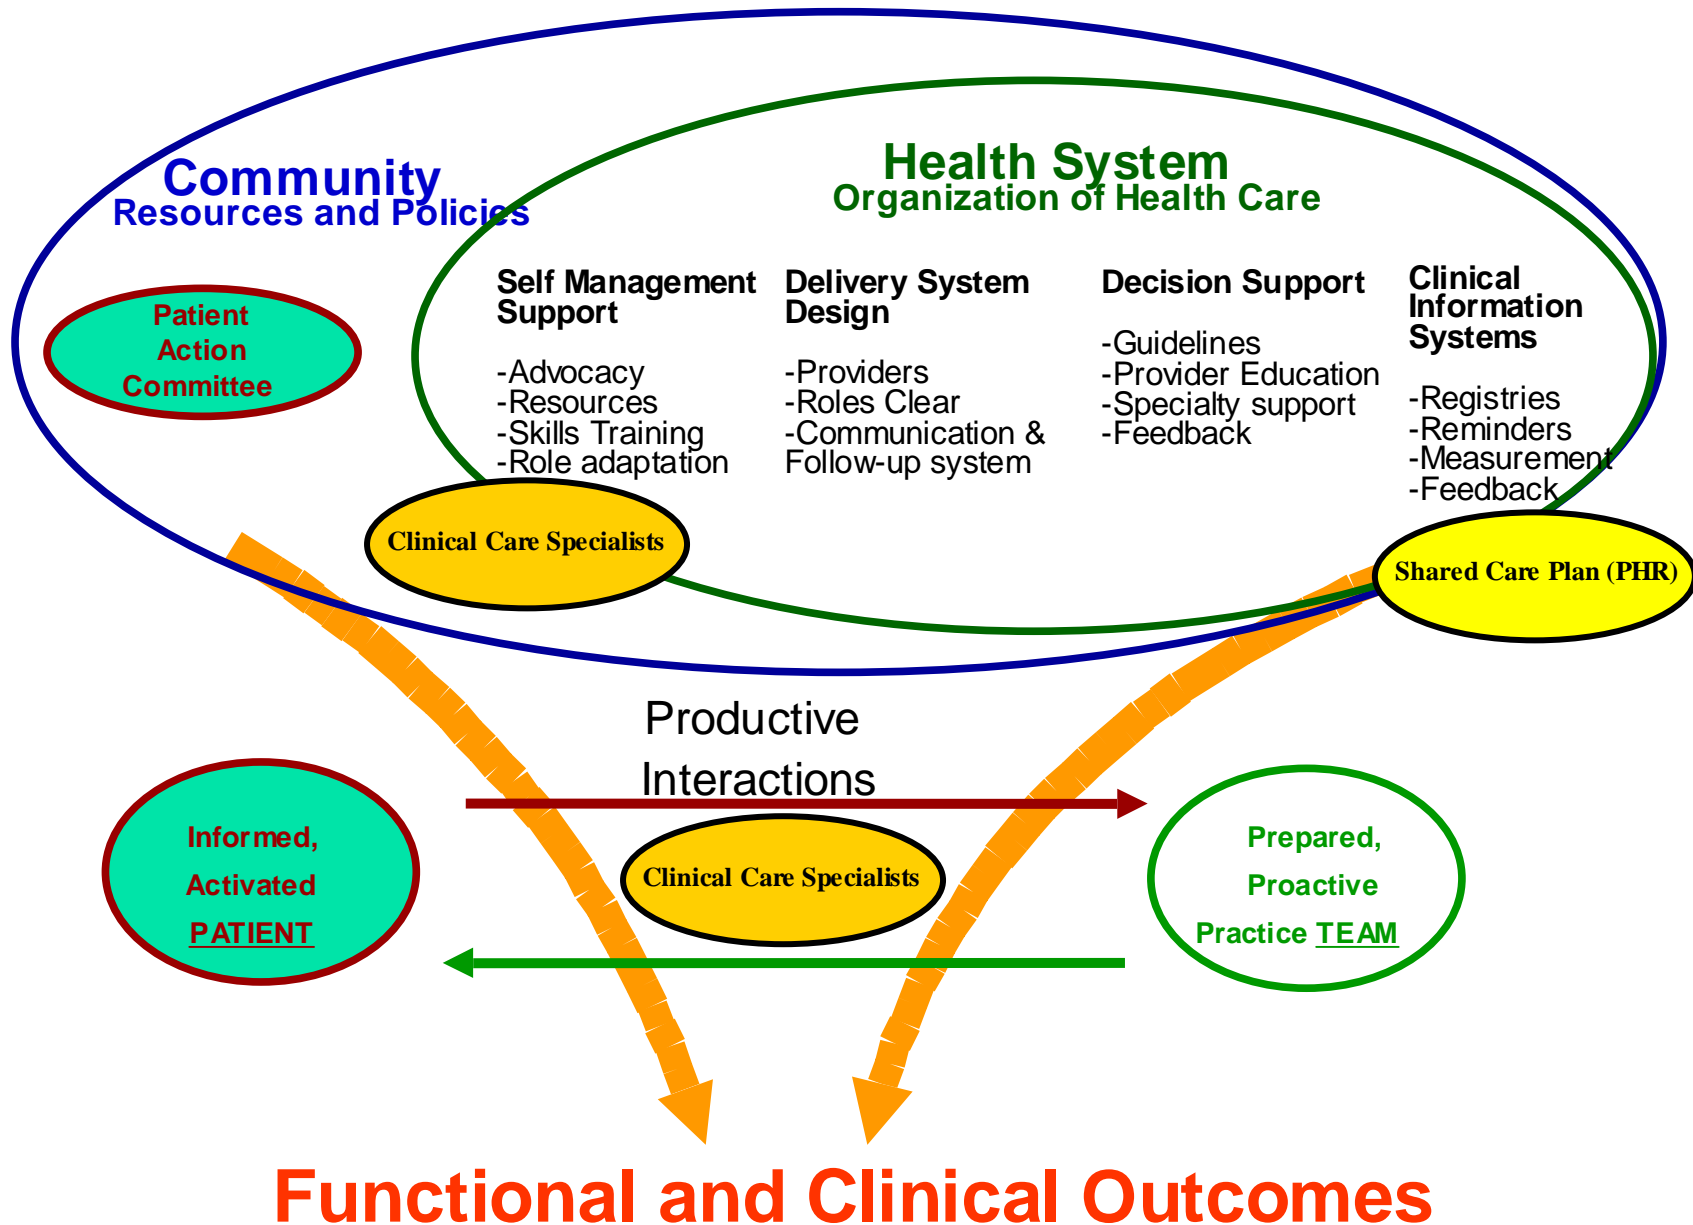 Community
Resources and Policies
Health System
Organization of Health Care
Patient
Action
Committee
Self Management
Support
-Advocacy
-Resources
-Skills Training
-Role adaptation
Delivery System
Design
-Providers
-Roles Clear
-Communication &
Follow-up system
Decision Support
-Guidelines
-Provider Education
-Specialty support
-Feedback
Clinical
Information
Systems
-Registries
-Reminders
-Measurement
-Feedback
Clinical Care Specialists
Shared Care Plan (PHR)
Productive
Interactions
Informed,
Activated
PATIENT
Clinical Care Specialists
Prepared,
Proactive
Practice TEAM
Functional and Clinical Outcomes